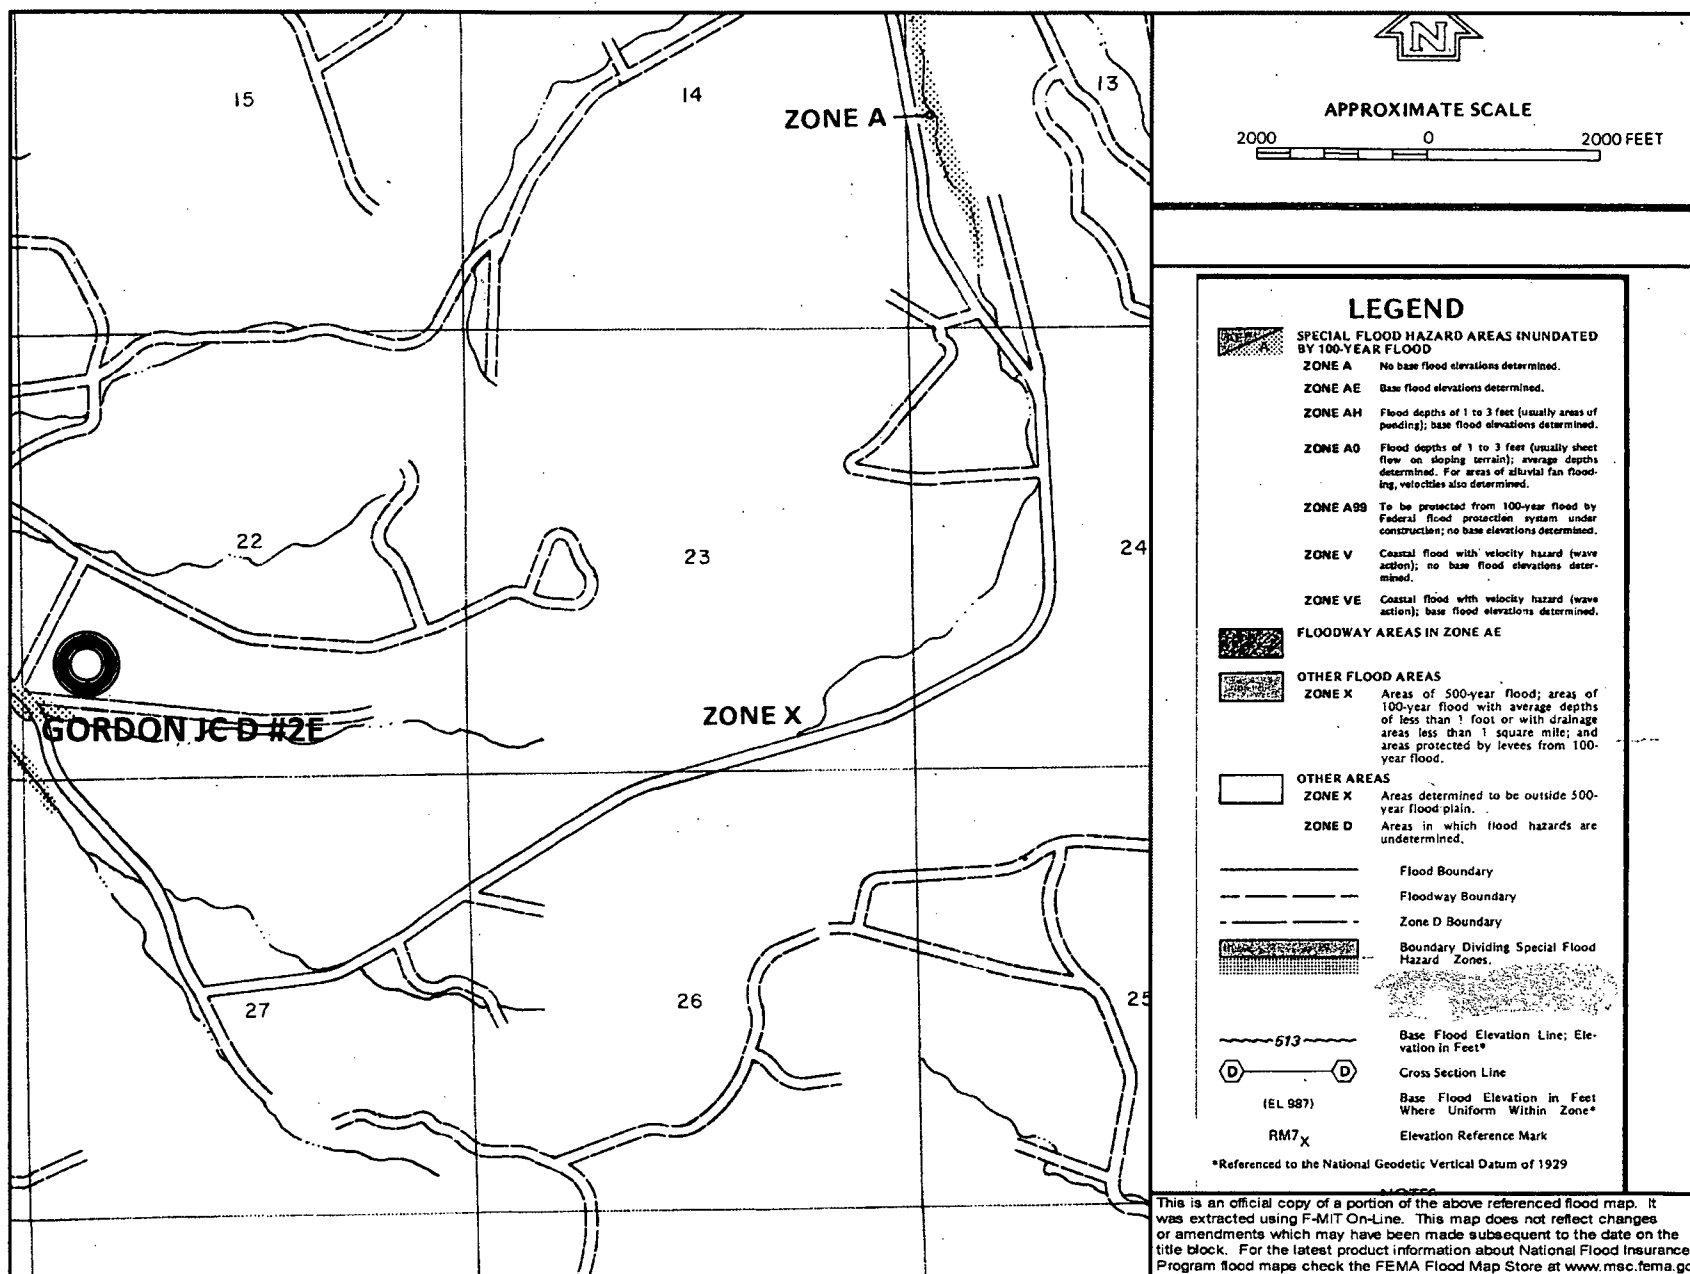 15
14
ZONE A
13
22
23
24
GORDON JC D #2E
ZONE X
27
26
25
N
APPROXIMATE SCALE
2000 0 2000 FEET
LEGEND
A
SPECIAL FLOOD HAZARD AREAS INUNDATED
BY 100-YEAR FLOOD
ZONE A No base flood elevations determined.
ZONE AE Base flood elevations determined.
ZONE AH Flood depths of 1 to 3 feet (usually areas of
ponding); base flood elevations determined.
ZONE A0 Flood depths of 1 to 3 feet (usually sheet
flow on sloping terrain); average depths
determined. For areas of alluvial fan flood-
ing, velocities also determined.
ZONE A99 To be protected from 100-year flood by
Federal flood protection system under
construction; no base elevations determined.
ZONE V Coastal flood with velocity hazard (wave
action); no base flood elevations deter-
mined.
ZONE VE Coastal flood with velocity hazard (wave
action); base flood elevations determined.
FLOODWAY AREAS IN ZONE AE
OTHER FLOOD AREAS
ZONE X Areas of 500-year flood; areas of
100-year flood with average depths
of less than 1 foot or with drainage
areas less than 1 square mile; and
areas protected by levees from 100-
year flood.
OTHER AREAS
ZONE X Areas determined to be outside 500-
year flood plain.
ZONE D Areas in which flood hazards are
undetermined.
Flood Boundary
Floodway Boundary
Zone D Boundary
Boundary Dividing Special Flood
Hazard Zones.
513 Base Flood Elevation Line; Ele-
vation in Feet*
D D Cross Section Line
(EL 987) Base Flood Elevation in Feet
Where Uniform Within Zone*
RM7X Elevation Reference Mark
*Referenced to the National Geodetic Vertical Datum of 1929
NOTES
This is an official copy of a portion of the above referenced flood map. It
was extracted using F-MIT On-Line. This map does not reflect changes
or amendments which may have been made subsequent to the date on the
title block. For the latest product information about National Flood Insurance
Program flood maps check the FEMA Flood Map Store at www.msc.fema.go